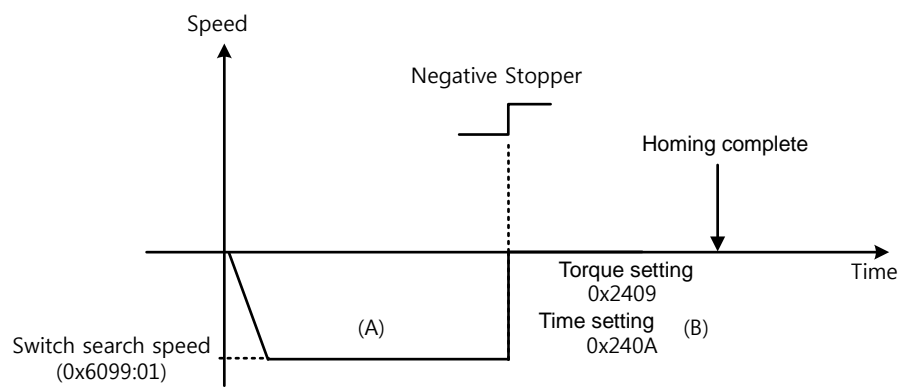 Speed
Negative Stopper
Homing complete
Time
Torque setting
0x2409
Time setting
0x240A
(A)
(B)
Switch search speed
(0x6099:01)